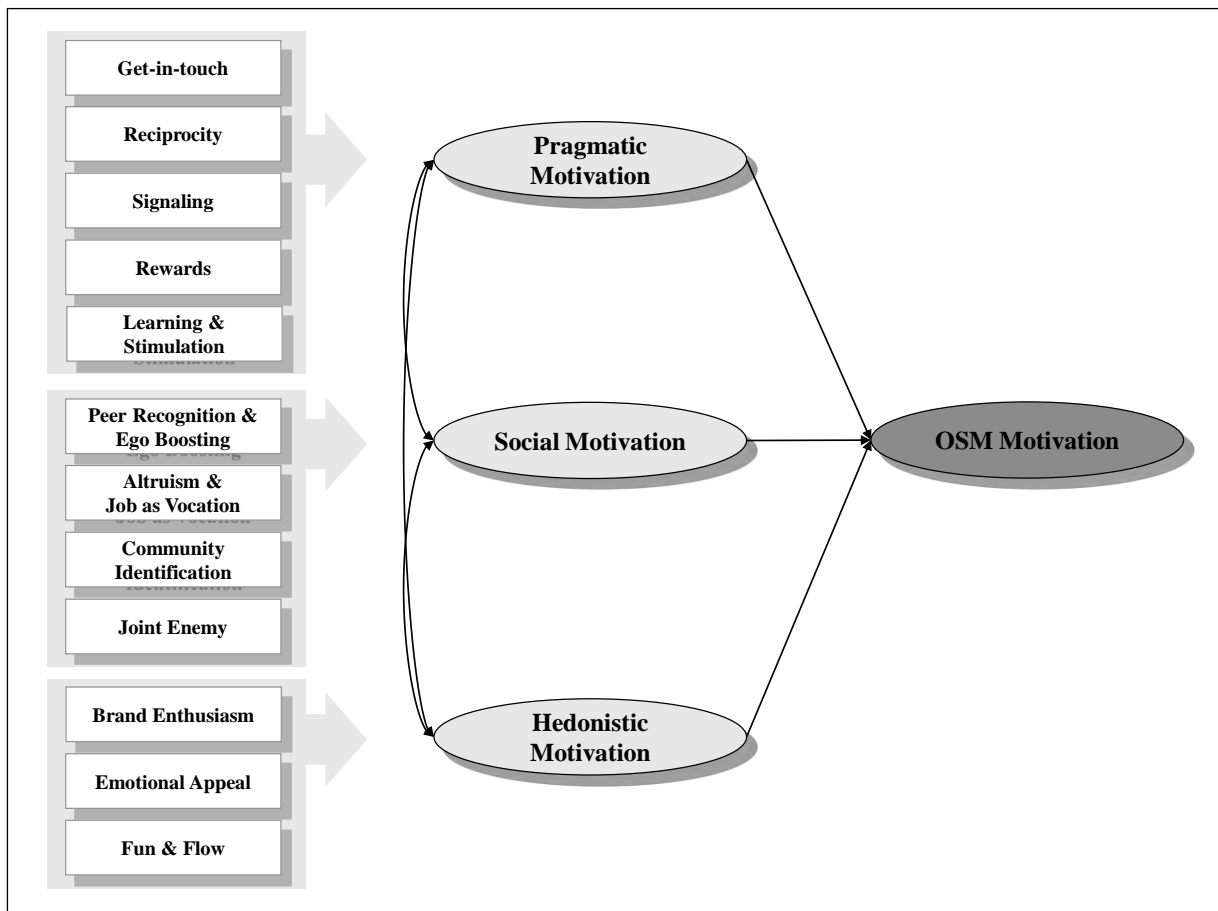 Get-in-touch
Reciprocity
Signaling
Rewards
Learning &
Stimulation
Peer Recognition &
Ego Boosting
Altruism &
Job as Vocation
Community
Identification
Joint Enemy
Brand Enthusiasm
Emotional Appeal
Fun & Flow
Pragmatic
Motivation
Social Motivation
Hedonistic
Motivation
OSM Motivation